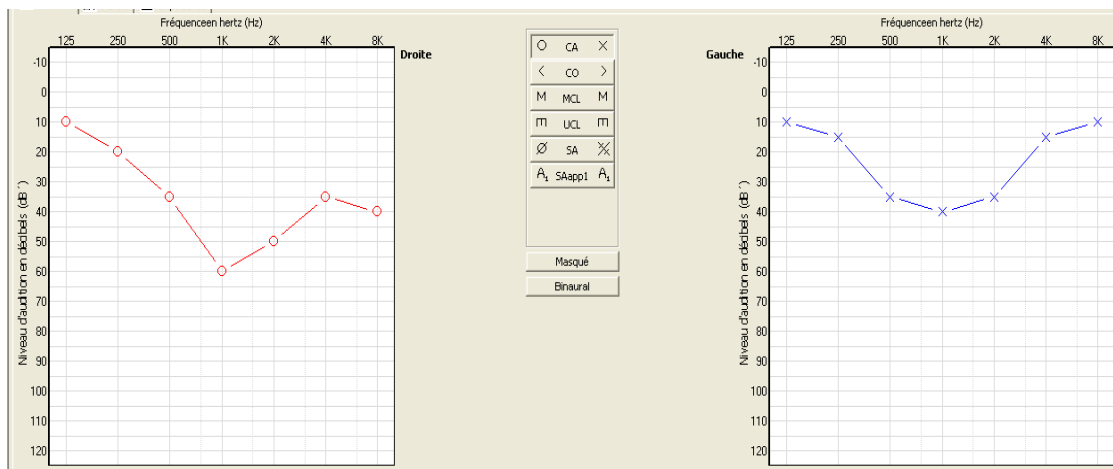 Fréquenceen hertz (Hz)
125 250 500 1K 2K 4K 8K
Droite
-10
0
10
20
30
40
50
60
70
80
90
100
110
120
Niveau d'audition en décibels (dB´)
O CA X
< CO >
M MCL M
E UCL E
Ø SA X
A₁ SAapp1 A₁
Masqué
Binaural
Fréquenceen hertz (Hz)
125 250 500 1K 2K 4K 8K
Gauche
-10
0
10
20
30
40
50
60
70
80
90
100
110
120
Niveau d'audition en décibels (dB´)